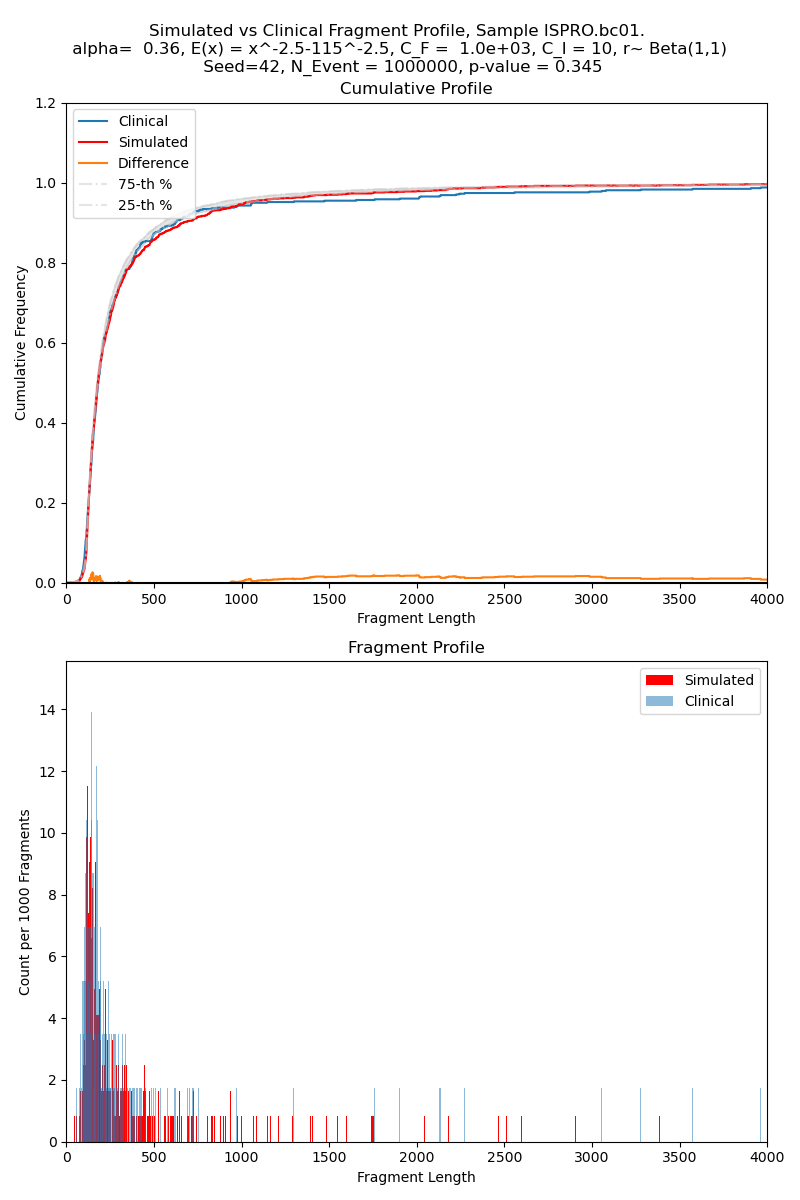 Simulated vs Clinical Fragment Profile, Sample ISPRO.bc01.
alpha=  0.36, E(x) = x^-2.5-115^-2.5, C_F =  1.0e+03, C_I = 10, r~ Beta(1,1)
Seed=42, N_Event = 1000000, p-value = 0.345
Cumulative Profile
1.2
1.0
0.8
0.6
0.4
0.2
0.0
Cumulative Frequency
Clinical
Simulated
Difference
75-th %
25-th %
0 500 1000 1500 2000 2500 3000 3500 4000
Fragment Length
Fragment Profile
14
12
10
8
6
4
2
0
Count per 1000 Fragments
Simulated
Clinical
0 500 1000 1500 2000 2500 3000 3500 4000
Fragment Length